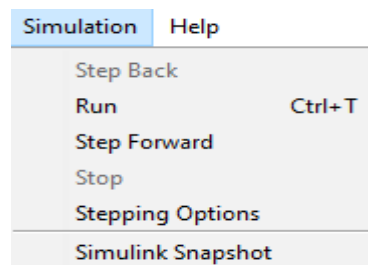 Simulation Help
Step Back
Run Ctrl+T
Step Forward
Stop
Stepping Options
Simulink Snapshot